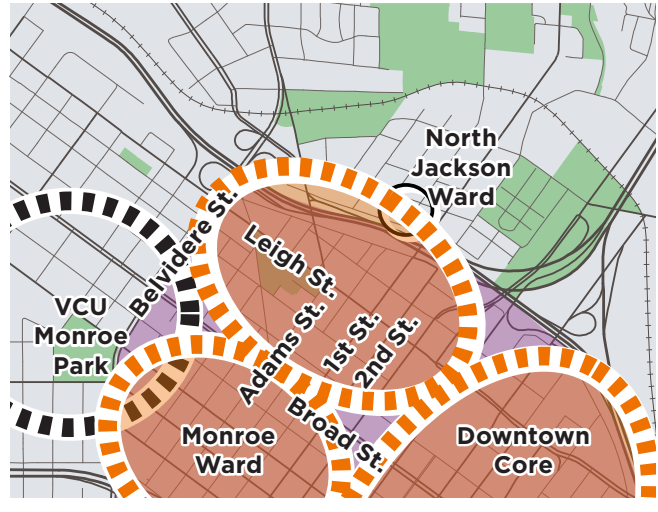 North
Jackson
Ward
Belvidere St.
Leigh St.
VCU
Monroe
Park
Adams St.
1st St.
2nd St.
Broad St.
Monroe
Ward
Downtown
Core